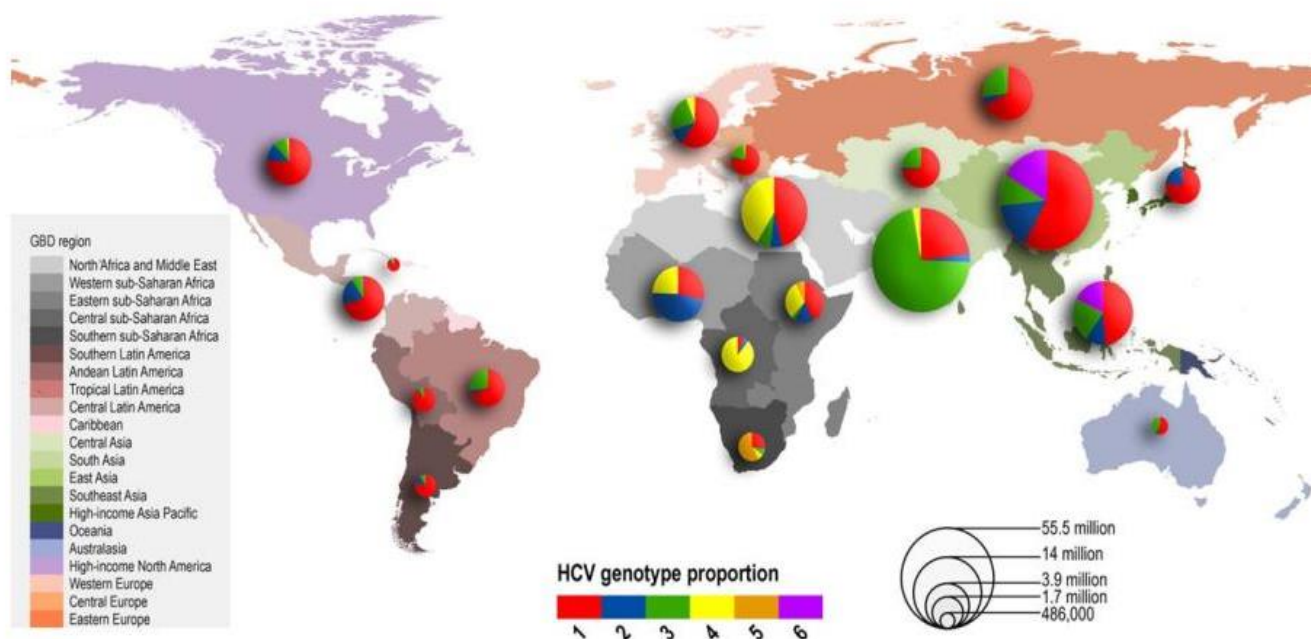 GBD region
North Africa and Middle East
Western sub-Saharan Africa
Eastern sub-Saharan Africa
Central sub-Saharan Africa
Southern sub-Saharan Africa
Southern Latin America
Andean Latin America
Tropical Latin America
Central Latin America
Caribbean
Central Asia
South Asia
East Asia
Southeast Asia
High-income Asia Pacific
Oceania
Australasia
High-income North America
Western Europe
Central Europe
Eastern Europe
HCV genotype proportion
1 2 3 4 5 6
55.5 million
14 million
3.9 million
1.7 million
486,000